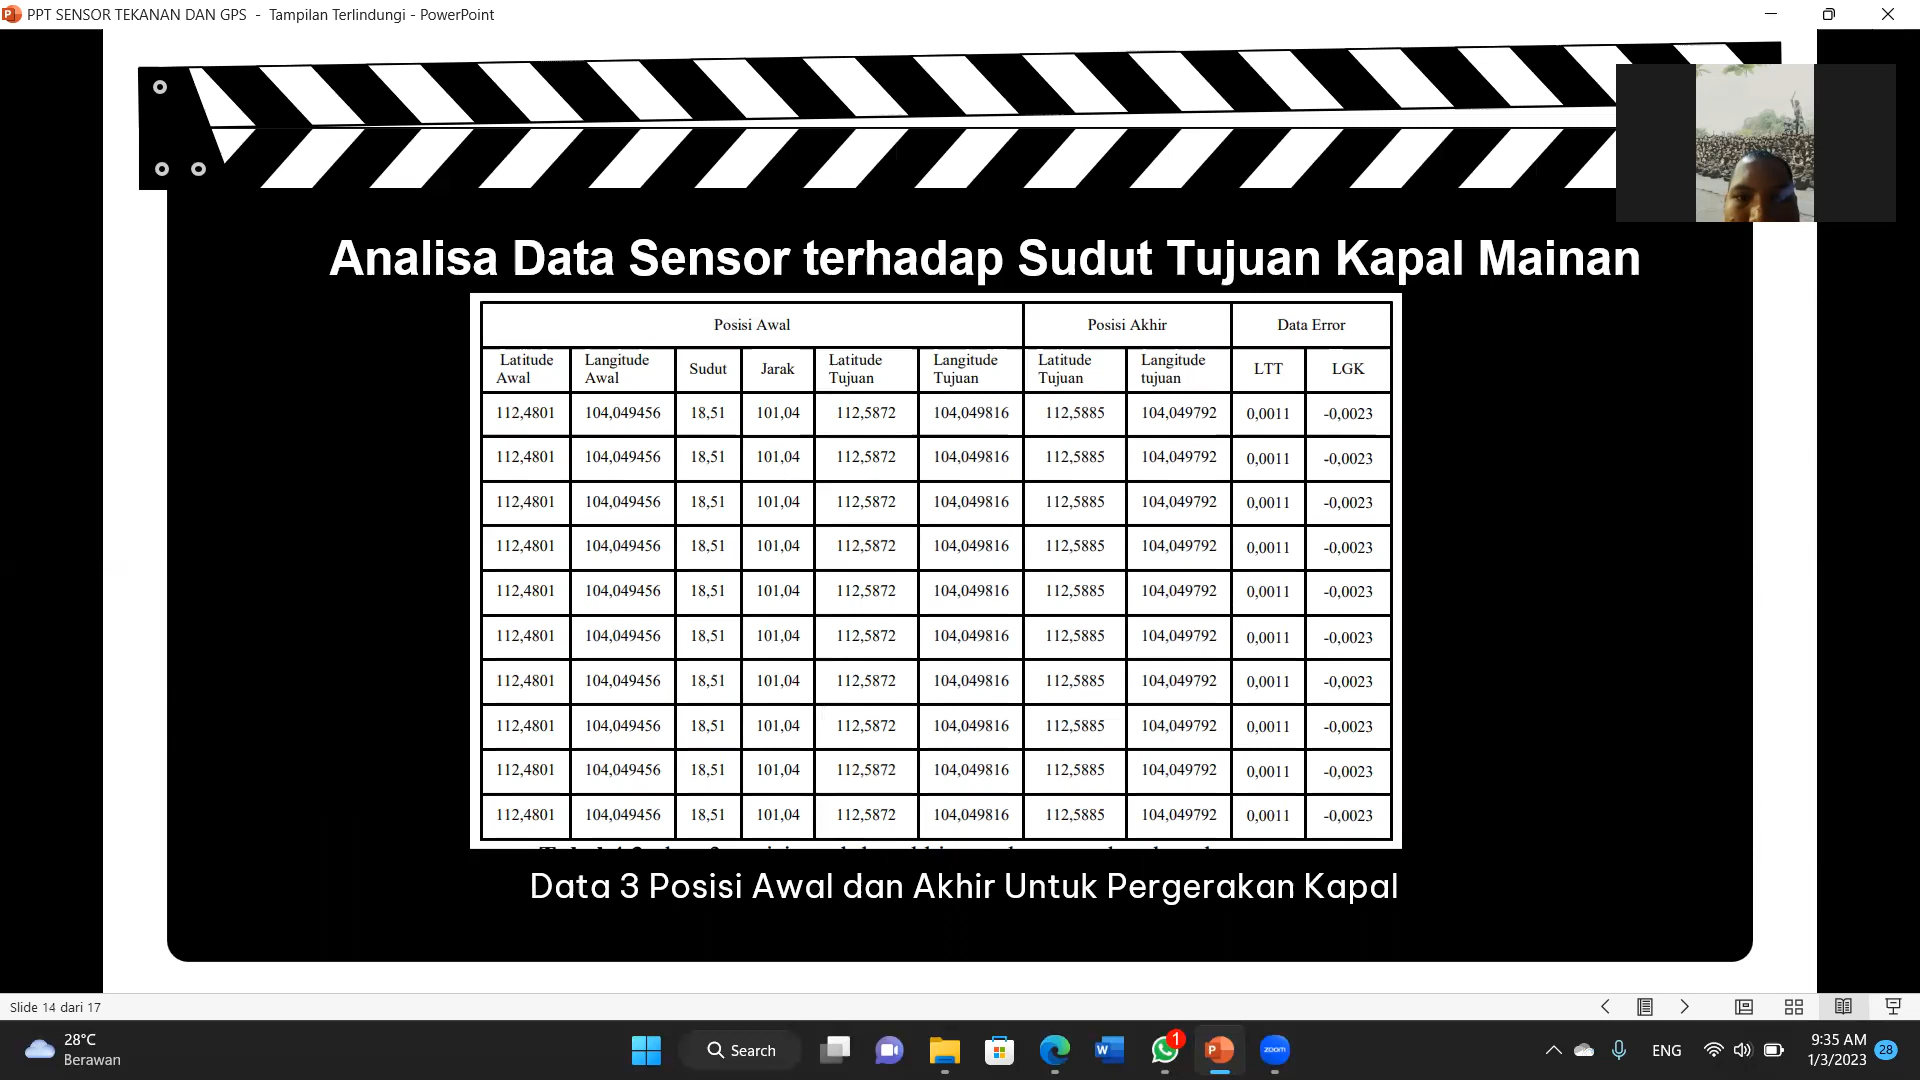 PPT SENSOR TEKANAN DAN GPS - Tampilan Terlindungi - PowerPoint
Analisa Data Sensor terhadap Sudut Tujuan Kapal Mainan
Posisi Awal Posisi Akhir Data Error
Latitude Awal Langitude Awal Sudut Jarak Latitude Tujuan Langitude Tujuan Latitude Tujuan Langitude tujuan LTT LGK
112,4801 104,049456 18,51 101,04 112,5872 104,049816 112,5885 104,049792 0,0011 -0,0023
112,4801 104,049456 18,51 101,04 112,5872 104,049816 112,5885 104,049792 0,0011 -0,0023
112,4801 104,049456 18,51 101,04 112,5872 104,049816 112,5885 104,049792 0,0011 -0,0023
112,4801 104,049456 18,51 101,04 112,5872 104,049816 112,5885 104,049792 0,0011 -0,0023
112,4801 104,049456 18,51 101,04 112,5872 104,049816 112,5885 104,049792 0,0011 -0,0023
112,4801 104,049456 18,51 101,04 112,5872 104,049816 112,5885 104,049792 0,0011 -0,0023
112,4801 104,049456 18,51 101,04 112,5872 104,049816 112,5885 104,049792 0,0011 -0,0023
112,4801 104,049456 18,51 101,04 112,5872 104,049816 112,5885 104,049792 0,0011 -0,0023
112,4801 104,049456 18,51 101,04 112,5872 104,049816 112,5885 104,049792 0,0011 -0,0023
112,4801 104,049456 18,51 101,04 112,5872 104,049816 112,5885 104,049792 0,0011 -0,0023
Data 3 Posisi Awal dan Akhir Untuk Pergerakan Kapal
Slide 14 dari 17
28°C
Berawan
Search
zoom
1
ENG
9:35 AM
1/3/2023
28